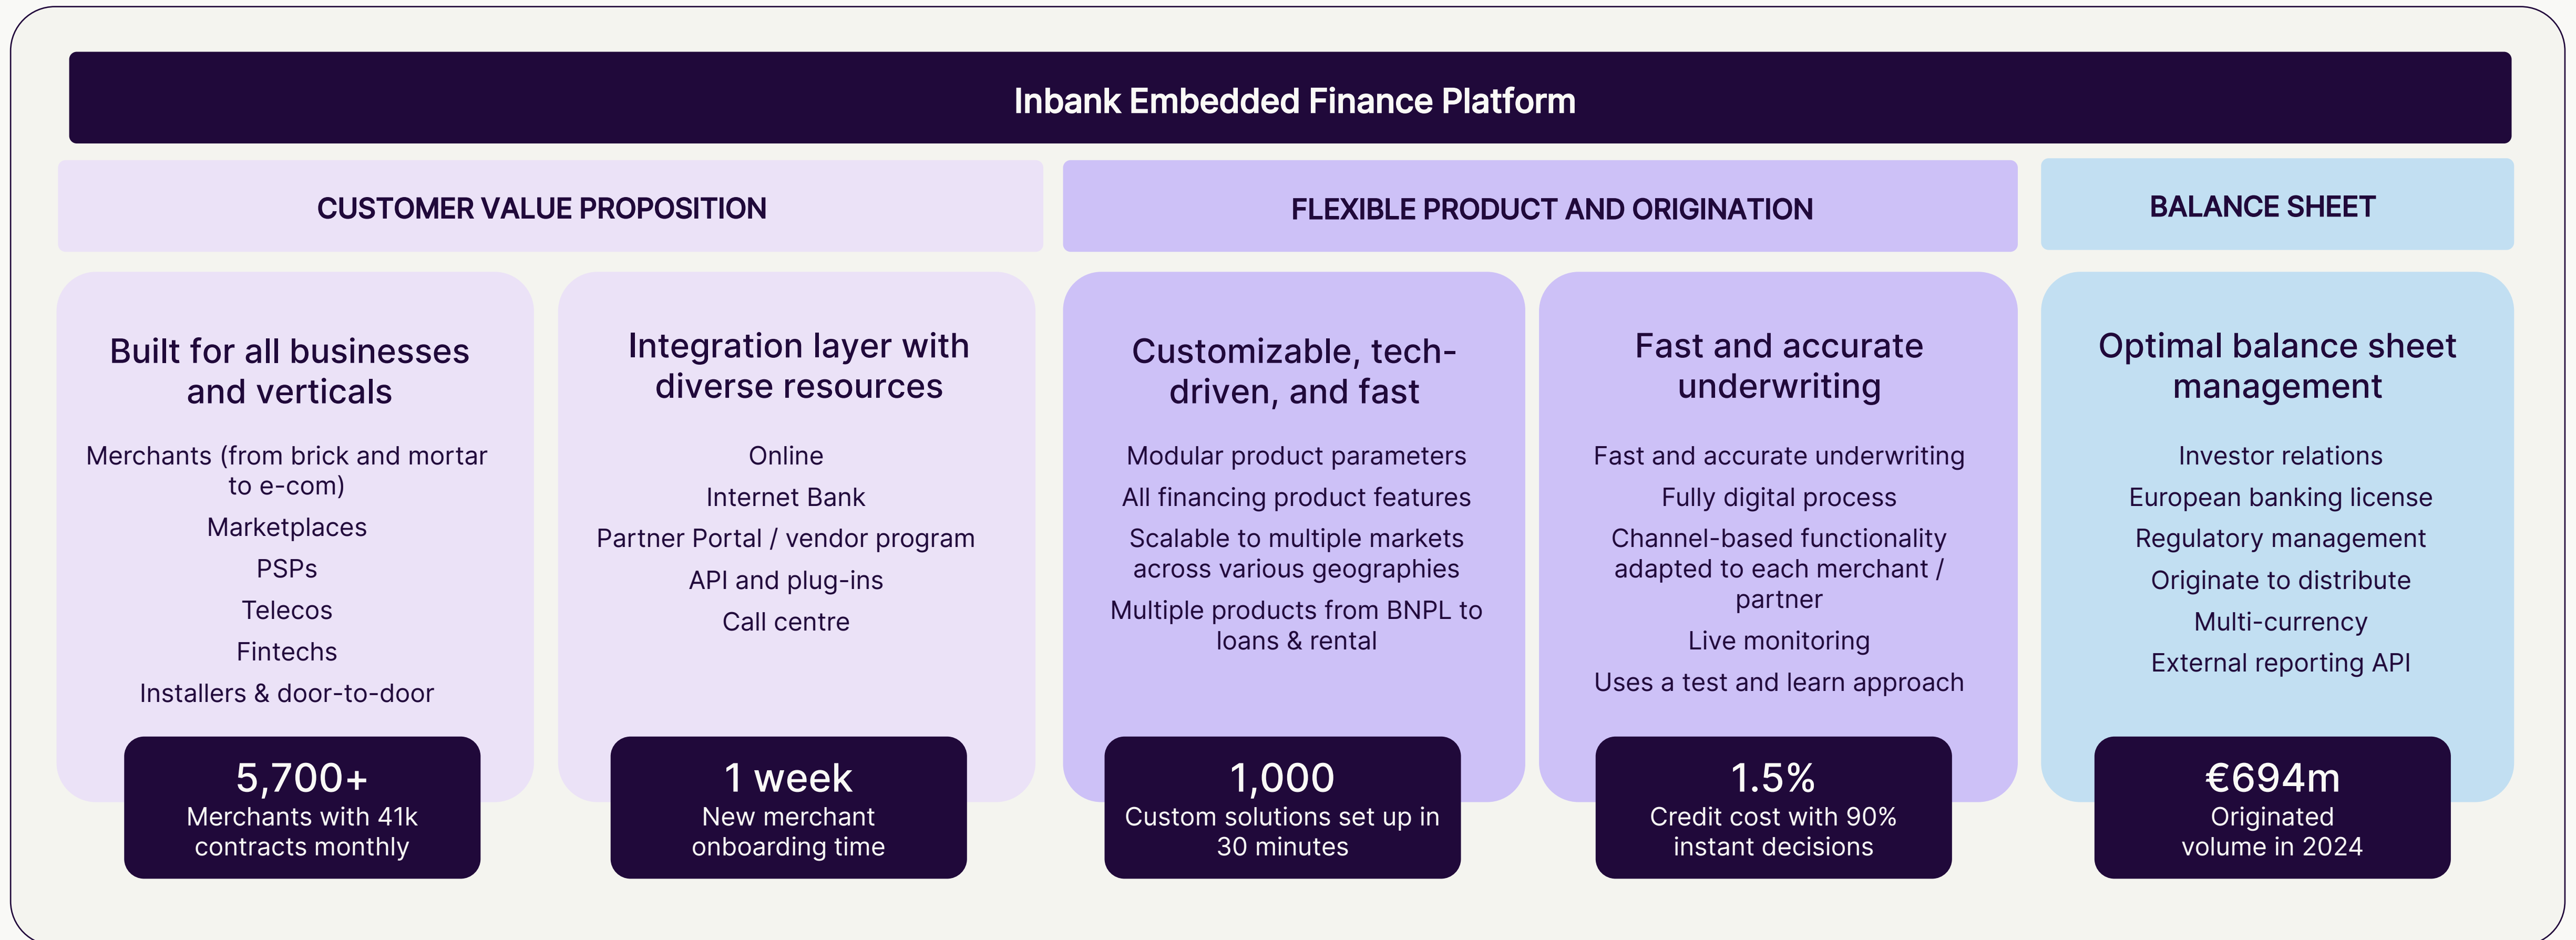 Inbank Embedded Finance Platform
CUSTOMER VALUE PROPOSITION
FLEXIBLE PRODUCT AND ORIGINATION
BALANCE SHEET
Built for all businesses
and verticals
Merchants (from brick and mortar
to e-com)
Marketplaces
PSPs
Telecos
Fintechs
Installers & door-to-door
5,700+
Merchants with 41k
contracts monthly
Integration layer with
diverse resources
Online
Internet Bank
Partner Portal / vendor program
API and plug-ins
Call centre
1 week
New merchant
onboarding time
Customizable, tech-
driven, and fast
Modular product parameters
All financing product features
Scalable to multiple markets
across various geographies
Multiple products from BNPL to
loans & rental
1,000
Custom solutions set up in
30 minutes
Fast and accurate
underwriting
Fast and accurate underwriting
Fully digital process
Channel-based functionality
adapted to each merchant /
partner
Live monitoring
Uses a test and learn approach
1.5%
Credit cost with 90%
instant decisions
Optimal balance sheet
management
Investor relations
European banking license
Regulatory management
Originate to distribute
Multi-currency
External reporting API
€694m
Originated
volume in 2024